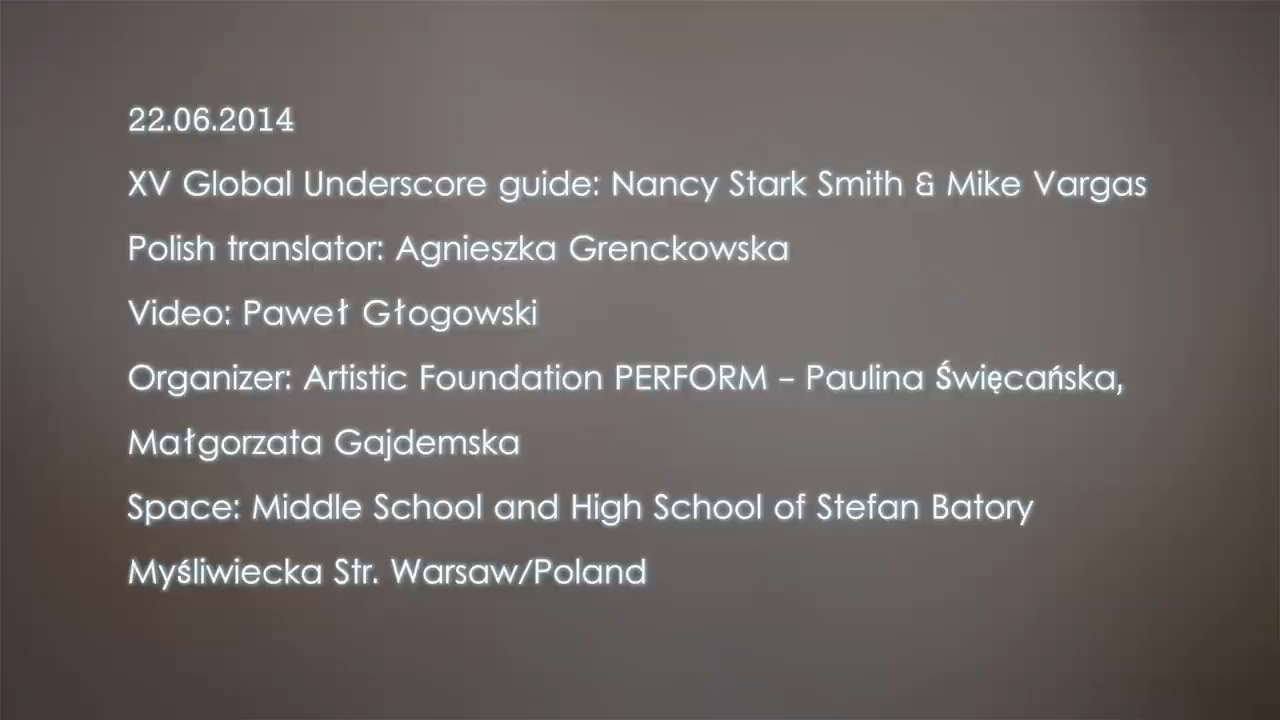 22.06.2014
XV Global Underscore guide: Nancy Stark Smith & Mike Vargas
Polish translator: Agnieszka Grenckowska
Video: Paweł Głogowski
Organizer: Artistic Foundation PERFORM – Paulina Święcańska,
Małgorzata Gajdemska
Space: Middle School and High School of Stefan Batory
Myśliwiecka Str. Warsaw/Poland